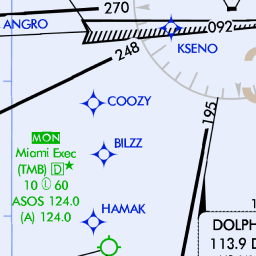 270
ANGRO
092
KSENO
248
COOZY
195
MON
BILZZ
Miami Exec
(TMB) D★
10 Ⓛ 60
ASOS 124.0
(A) 124.0
HAMAK
DOLPH
113.9 D